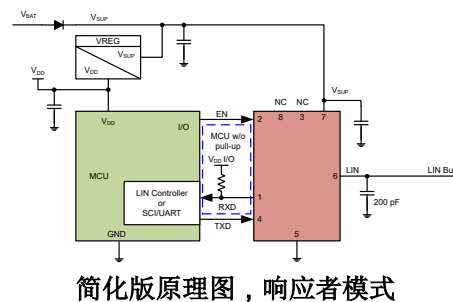 VBAT
VSUP
VREG
VSUP
VDD
VDD
VSUP
NC NC
8 3 7
VDD
I/O
EN
2
MCU w/o
pull-up
VDD I/O
MCU
LIN Controller
or
SCI/UART
1
RXD
4
TXD
GND
5
6
LIN
LIN Bu
200 pF
简化版原理图，响应者模式